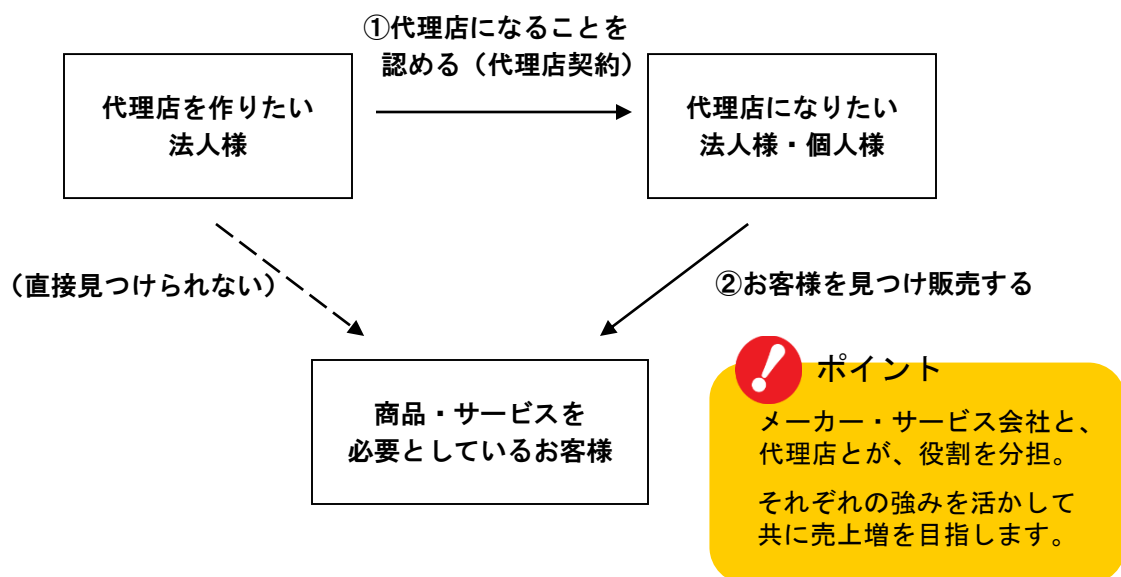 ①代理店になることを
認める（代理店契約）
代理店を作りたい
法人様
代理店になりたい
法人様・個人様
（直接見つけられない）
②お客様を見つけ販売する
商品・サービスを
必要としているお客様
ポイント
メーカー・サービス会社と、
代理店とが、役割を分担。
それぞれの強みを活かして
共に売上増を目指します。